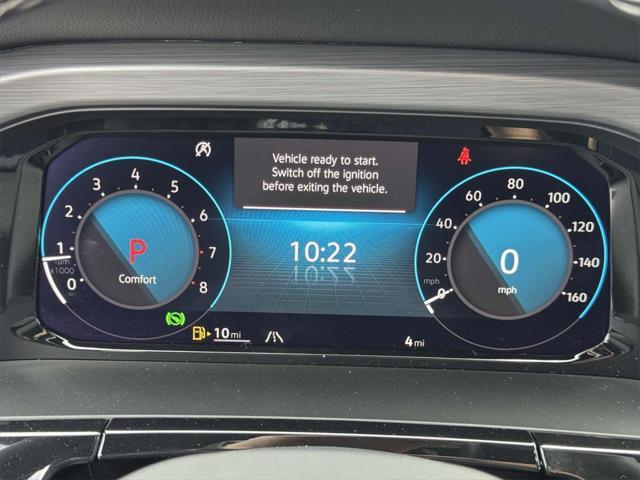 Vehicle ready to start.
Switch off the ignition
before exiting the vehicle.
0 1 2 3 4 5 6 7 8
rpm
x1000
P
Comfort
10:22
0 20 40 60 80 100 120 140 160
mph
0
mph
10 mi
4 mi